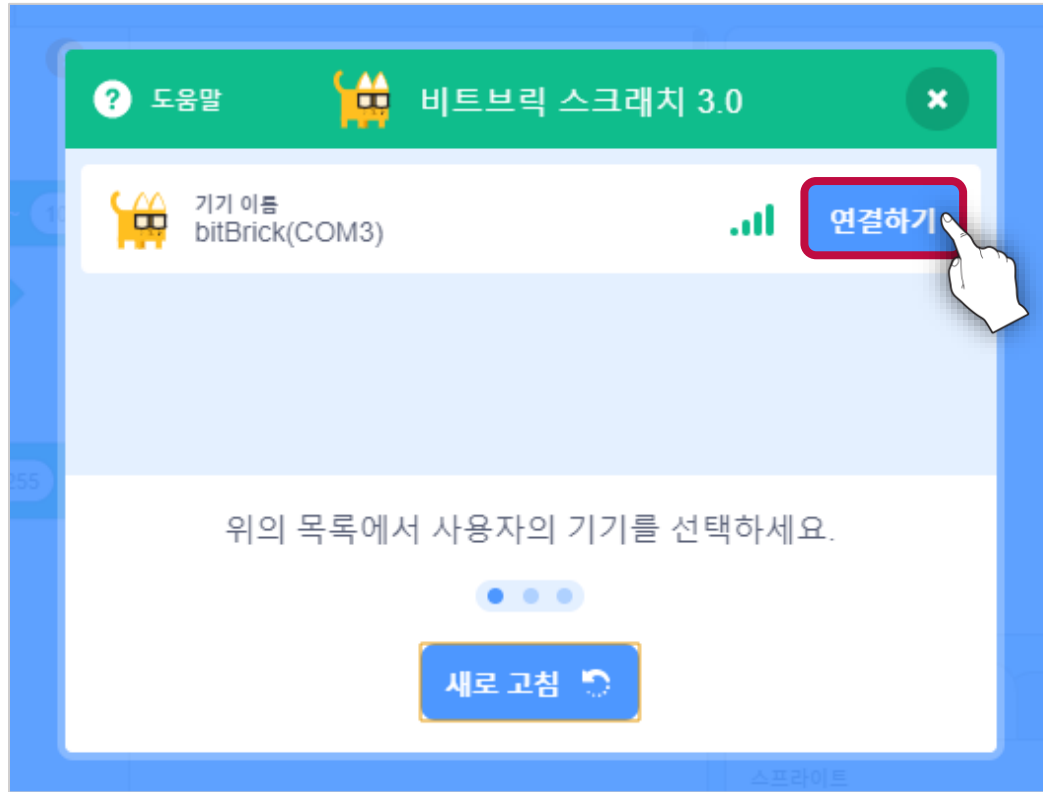 도움말
비트브릭 스크래치 3.0
기기 이름
bitBrick(COM3)
연결하기
위의 목록에서 사용자의 기기를 선택하세요.
새로 고침
255
스프라이트